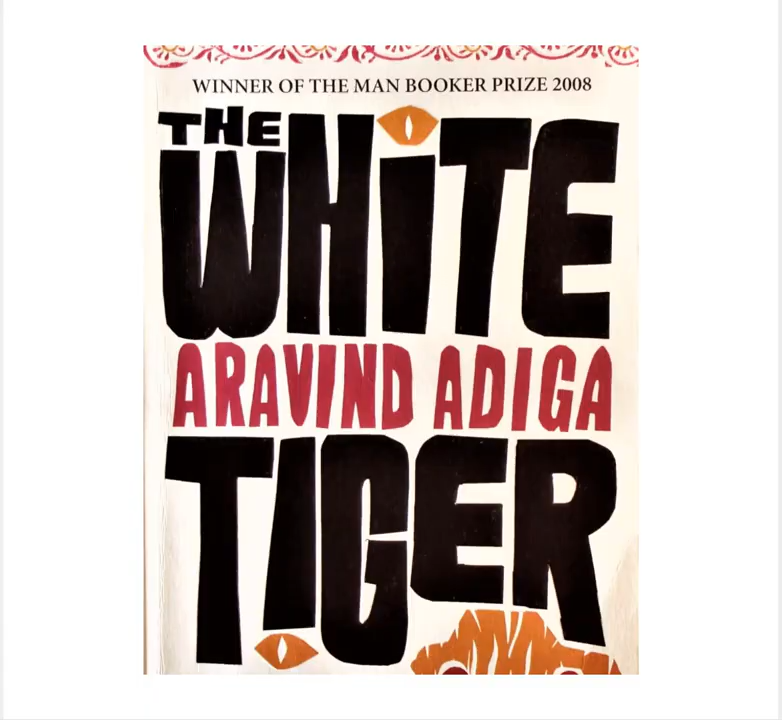 WINNER OF THE MAN BOOKER PRIZE 2008
THE
WHiTE
ARAVIND ADIGA
TIGER